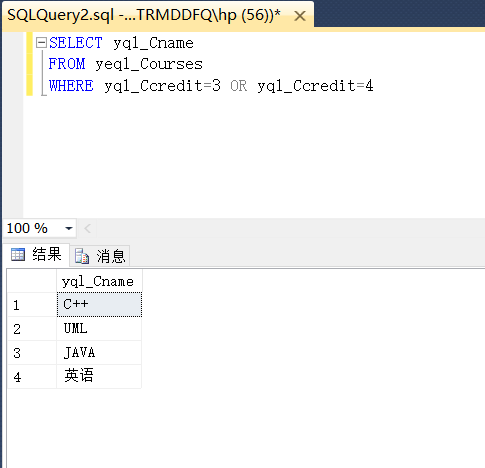 SQLQuery2.sql -...TRMDDFQ\hp (56))*
SELECT yql_Cname
FROM yeql_Courses
WHERE yql_Ccredit=3 OR yql_Ccredit=4
100 %
结果 消息
yql_Cname
1 C++
2 UML
3 JAVA
4 英语